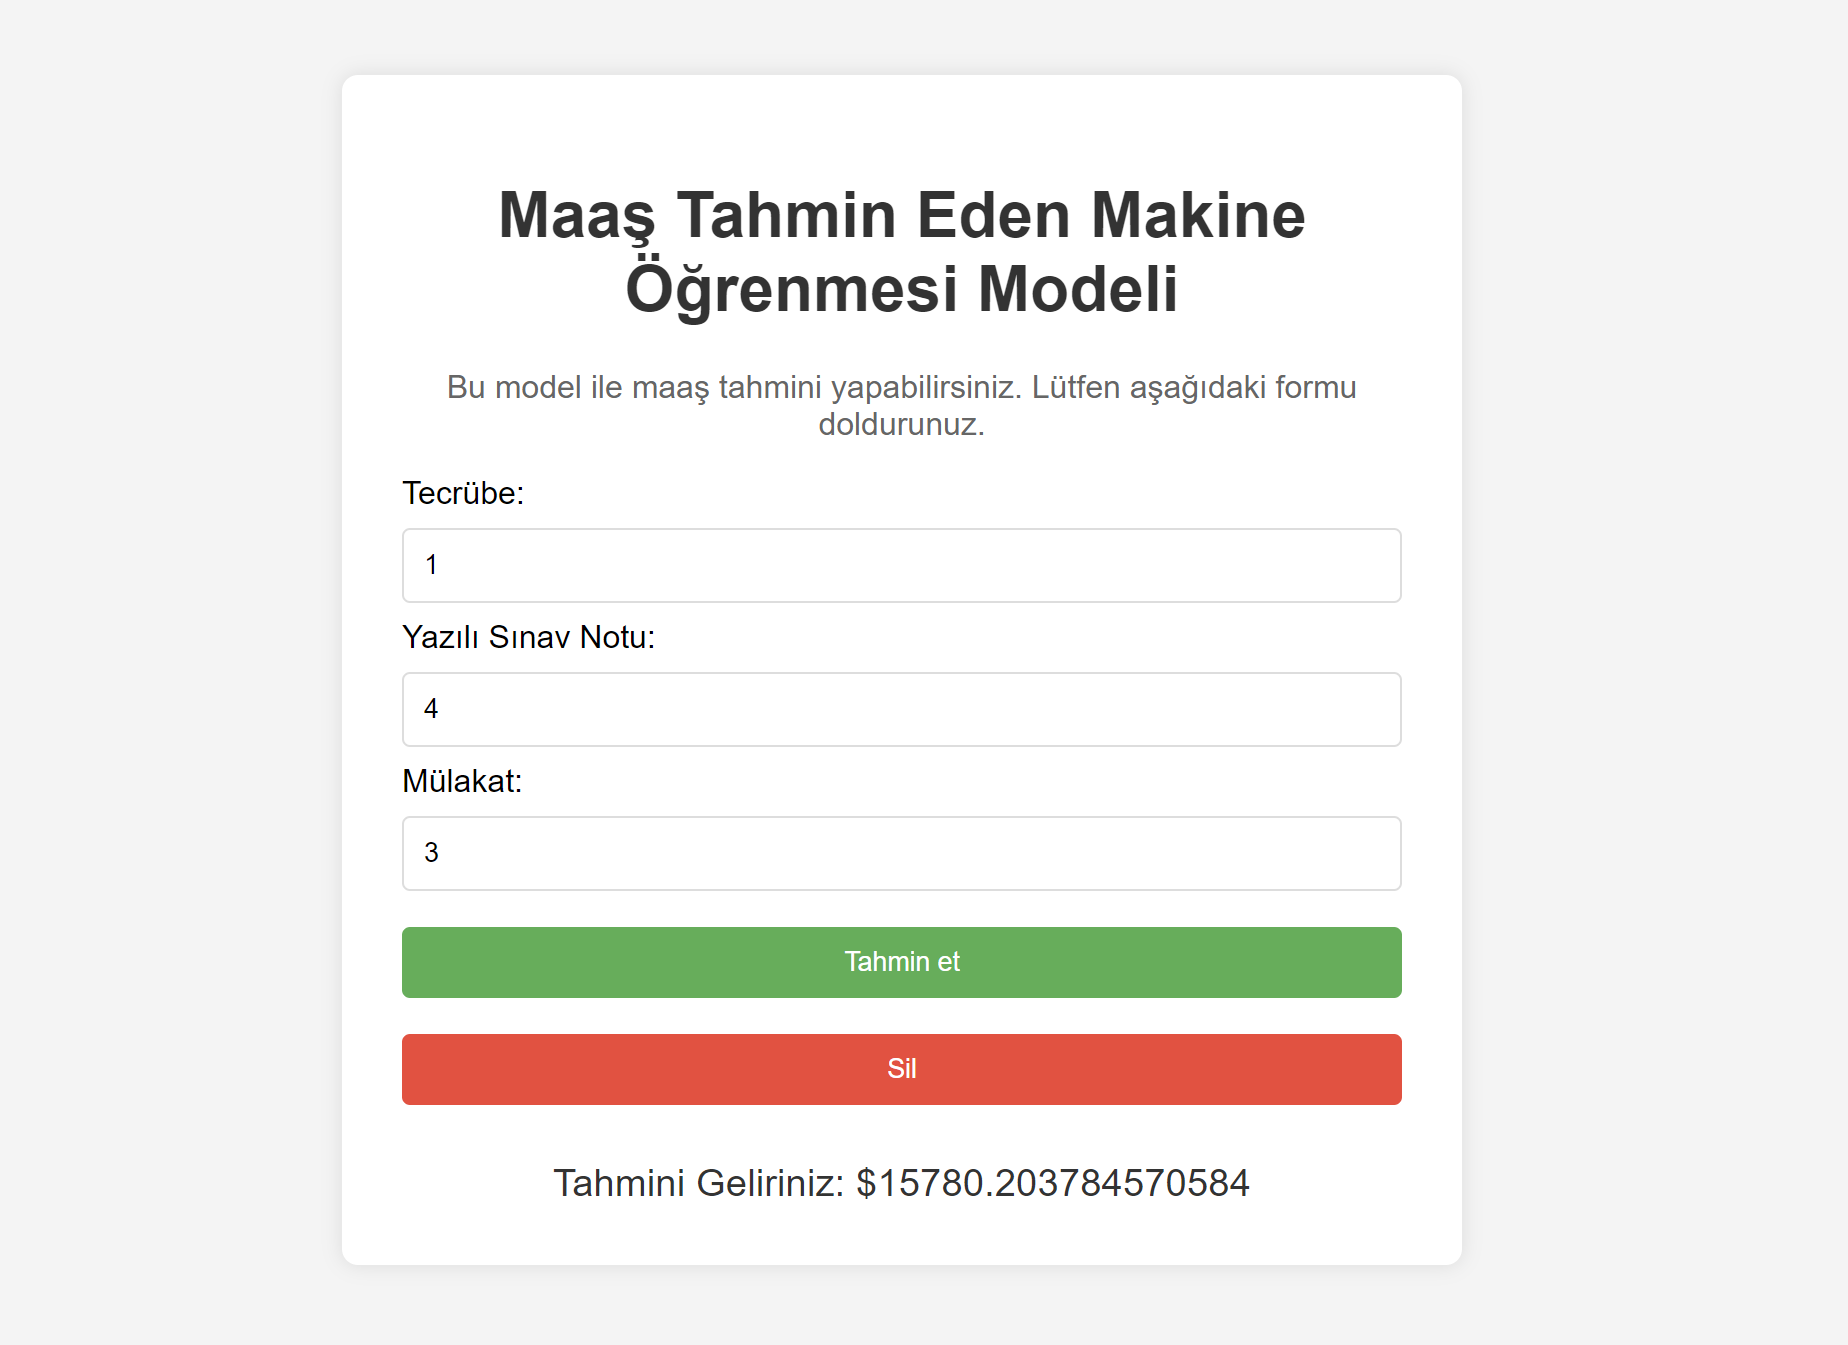 Maaş Tahmin Eden Makine
Öğrenmesi Modeli
Bu model ile maaş tahmini yapabilirsiniz. Lütfen aşağıdaki formu
doldurunuz.
Tecrübe:
1
Yazılı Sınav Notu:
4
Mülakat:
3
Tahmin et
Sil
Tahmini Geliriniz: $15780.203784570584